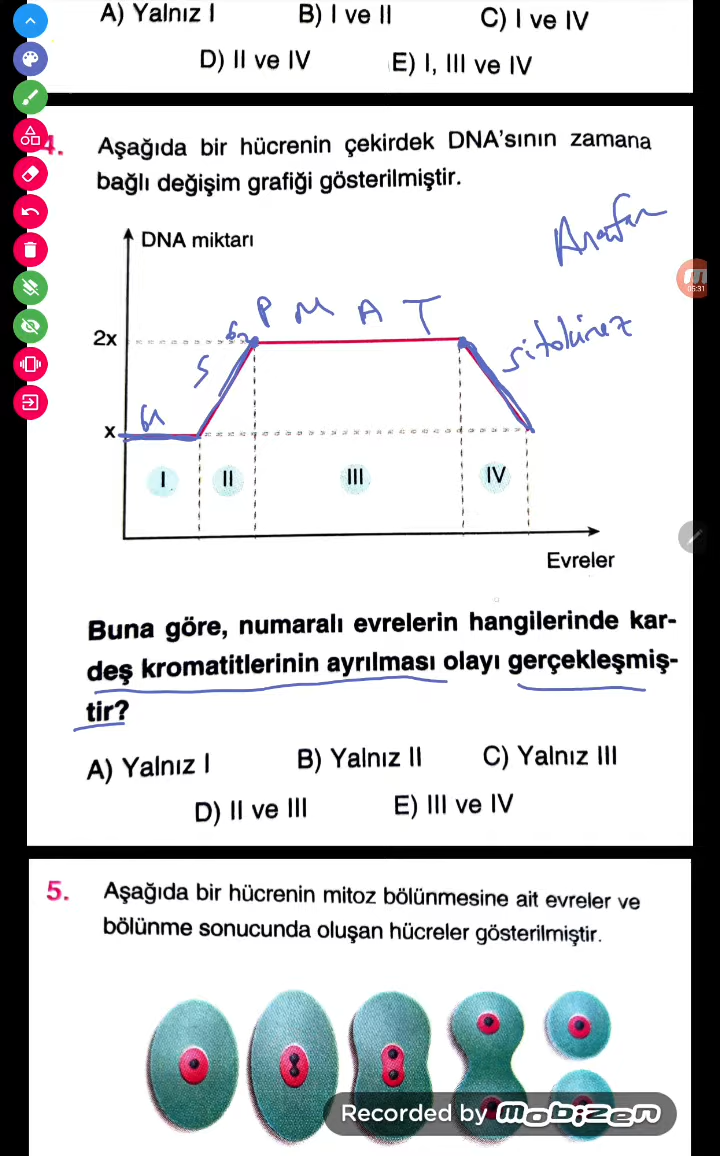 A) Yalnız I B) I ve II C) I ve IV
D) II ve IV E) I, III ve IV
4. Aşağıda bir hücrenin çekirdek DNA'sının zamana
bağlı değişim grafiği gösterilmiştir.
DNA miktarı
Anafaz
P M A T
2x
G2
S
sitokinez
G1
x
I II III IV
Evreler
05:31
Buna göre, numaralı evrelerin hangilerinde kar-
deş kromatitlerinin ayrılması olayı gerçekleşmiş-
tir?
A) Yalnız I B) Yalnız II C) Yalnız III
D) II ve III E) III ve IV
5. Aşağıda bir hücrenin mitoz bölünmesine ait evreler ve
bölünme sonucunda oluşan hücreler gösterilmiştir.
Recorded by mobizen